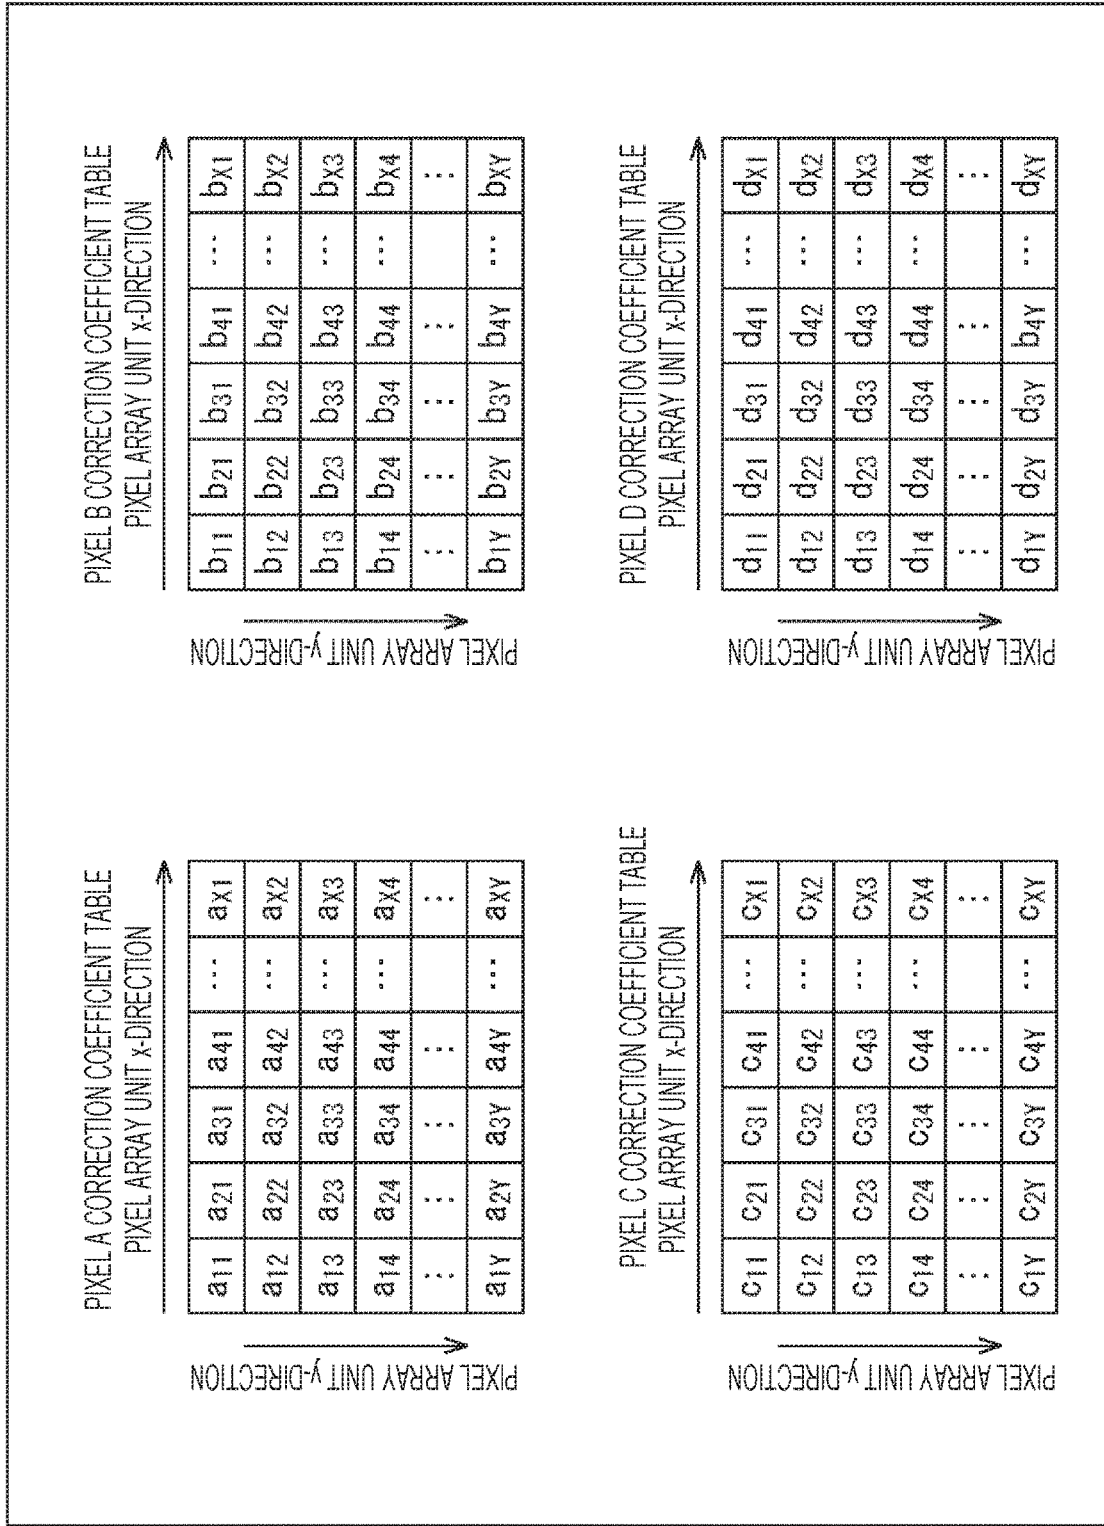 PIXEL A CORRECTION COEFFICIENT TABLE
PIXEL ARRAY UNIT x-DIRECTION
PIXEL ARRAY UNIT y-DIRECTION
a11 a21 a31 a41 ... aX1
a12 a22 a32 a42 ... aX2
a13 a23 a33 a43 ... aX3
a14 a24 a34 a44 ... aX4
⋮ ⋮ ⋮ ⋮ ⋮
a1Y a2Y a3Y a4Y ... aXY
PIXEL B CORRECTION COEFFICIENT TABLE
PIXEL ARRAY UNIT x-DIRECTION
PIXEL ARRAY UNIT y-DIRECTION
b11 b21 b31 b41 ... bX1
b12 b22 b32 b42 ... bX2
b13 b23 b33 b43 ... bX3
b14 b24 b34 b44 ... bX4
⋮ ⋮ ⋮ ⋮ ⋮
b1Y b2Y b3Y b4Y ... bXY
PIXEL C CORRECTION COEFFICIENT TABLE
PIXEL ARRAY UNIT x-DIRECTION
PIXEL ARRAY UNIT y-DIRECTION
c11 c21 c31 c41 ... cX1
c12 c22 c32 c42 ... cX2
c13 c23 c33 c43 ... cX3
c14 c24 c34 c44 ... cX4
⋮ ⋮ ⋮ ⋮ ⋮
c1Y c2Y c3Y c4Y ... cXY
PIXEL D CORRECTION COEFFICIENT TABLE
PIXEL ARRAY UNIT x-DIRECTION
PIXEL ARRAY UNIT y-DIRECTION
d11 d21 d31 d41 ... dX1
d12 d22 d32 d42 ... dX2
d13 d23 d33 d43 ... dX3
d14 d24 d34 d44 ... dX4
⋮ ⋮ ⋮ ⋮ ⋮
d1Y d2Y d3Y b4Y ... dXY